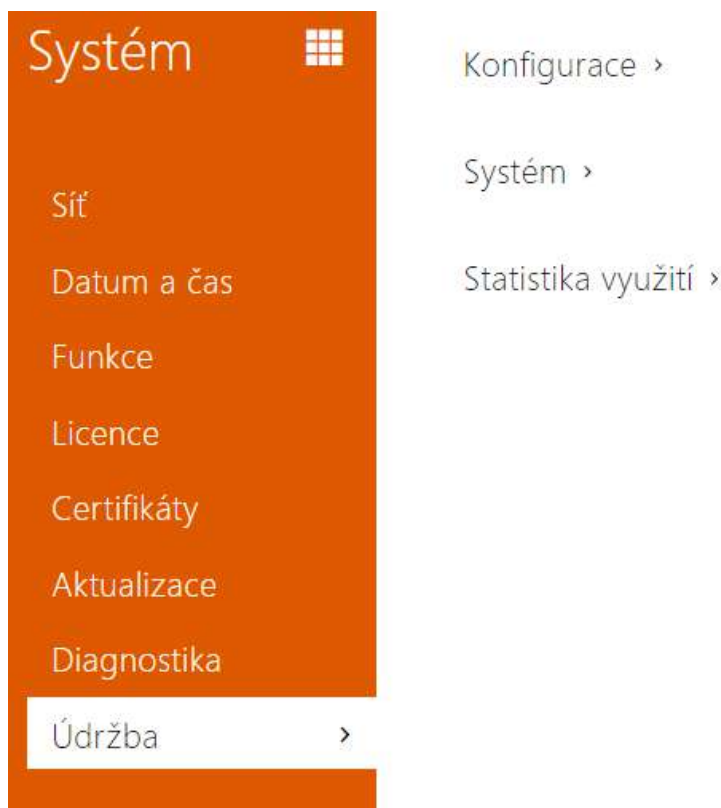 Systém
Síť
Datum a čas
Funkce
Licence
Certifikáty
Aktualizace
Diagnostika
Údržba ›
Konfigurace ›
Systém ›
Statistika využití ›